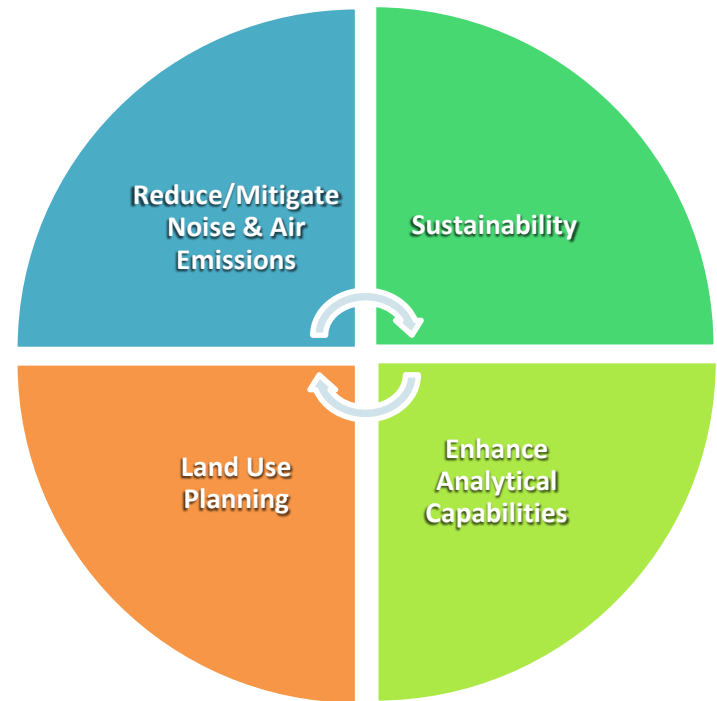 Reduce/Mitigate
Noise & Air
Emissions
Sustainability
Land Use
Planning
Enhance
Analytical
Capabilities